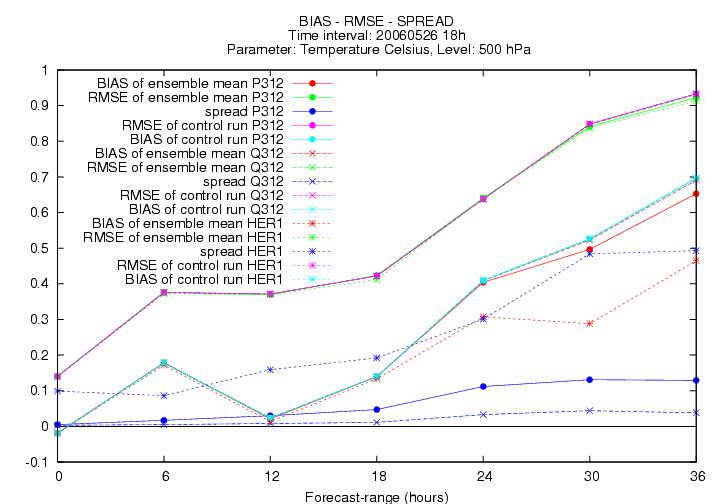 BIAS - RMSE - SPREAD
Time interval: 20060526 18h
Parameter: Temperature Celsius, Level: 500 hPa
1
0.9
0.8
0.7
0.6
0.5
0.4
0.3
0.2
0.1
0
-0.1
BIAS of ensemble mean P312
RMSE of ensemble mean P312
spread P312
RMSE of control run P312
BIAS of control run P312
BIAS of ensemble mean Q312
RMSE of ensemble mean Q312
spread Q312
RMSE of control run Q312
BIAS of control run Q312
BIAS of ensemble mean HER1
RMSE of ensemble mean HER1
spread HER1
RMSE of control run HER1
BIAS of control run HER1
0 6 12 18 24 30 36
Forecast-range (hours)